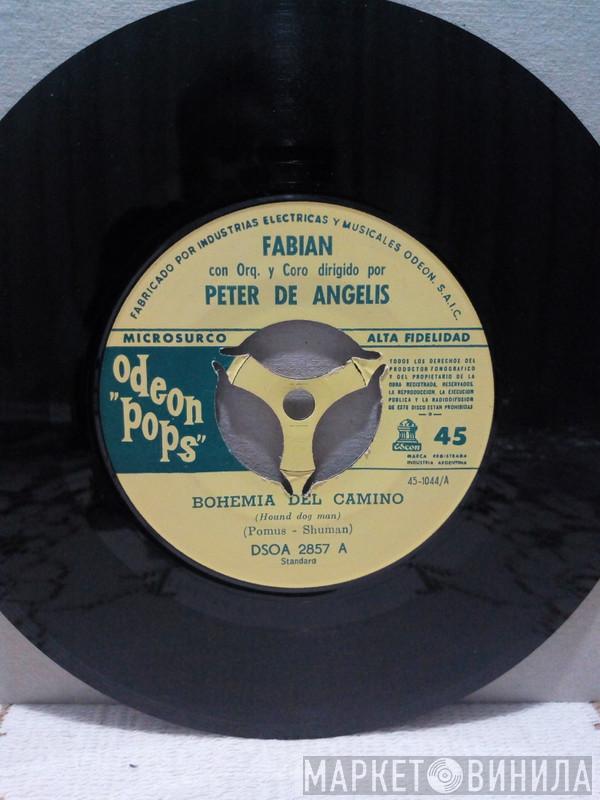 FABRICADO POR INDUSTRIAS ELECTRICAS Y MUSICALES ODEON. S.A.I.C.
FABIAN
con Orq. y Coro dirigido por
PETER DE ANGELIS
MICROSURCO
ALTA FIDELIDAD
odeon
"pops"
TODOS LOS DERECHOS DEL
PRODUCTOR FONOGRAFICO
Y DEL PROPIETARIO DE LA
OBRA REGISTRADA, RESERVADOS.
LA REPRODUCCION, LA EJECUCION
PUBLICA Y LA RADIODIFUSION
DE ESTE DISCO ESTAN PROHIBIDAS
Odeon
45
MARCA REGISTRADA
INDUSTRIA ARGENTINA
45-1044/A
BOHEMIA DEL CAMINO
(Hound dog man)
(Pomus - Shuman)
DSOA 2857 A
Standard
МАРКЕТ ВИНИЛА